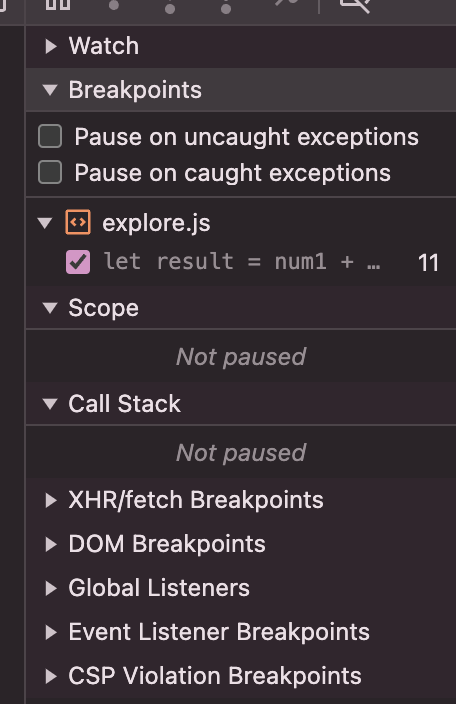 Watch
Breakpoints
Pause on uncaught exceptions
Pause on caught exceptions
explore.js
let result = num1 + … 11
Scope
Not paused
Call Stack
Not paused
XHR/fetch Breakpoints
DOM Breakpoints
Global Listeners
Event Listener Breakpoints
CSP Violation Breakpoints